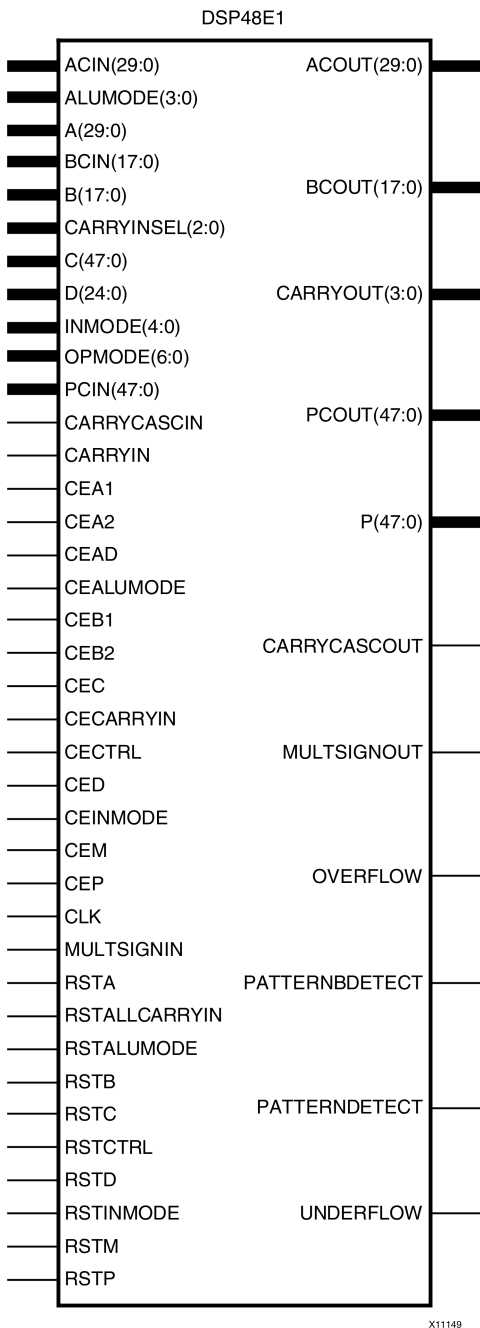 DSP48E1
ACIN(29:0)
ALUMODE(3:0)
A(29:0)
BCIN(17:0)
B(17:0)
CARRYINSEL(2:0)
C(47:0)
D(24:0)
INMODE(4:0)
OPMODE(6:0)
PCIN(47:0)
CARRYCASCIN
CARRYIN
CEA1
CEA2
CEAD
CEALUMODE
CEB1
CEB2
CEC
CECARRYIN
CECTRL
CED
CEINMODE
CEM
CEP
CLK
MULTSIGNIN
RSTA
RSTALLCARRYIN
RSTALUMODE
RSTB
RSTC
RSTCTRL
RSTD
RSTINMODE
RSTM
RSTP
ACOUT(29:0)
BCOUT(17:0)
CARRYOUT(3:0)
PCOUT(47:0)
P(47:0)
CARRYCASCOUT
MULTSIGNOUT
OVERFLOW
PATTERNBDETECT
PATTERNDETECT
UNDERFLOW
X11149